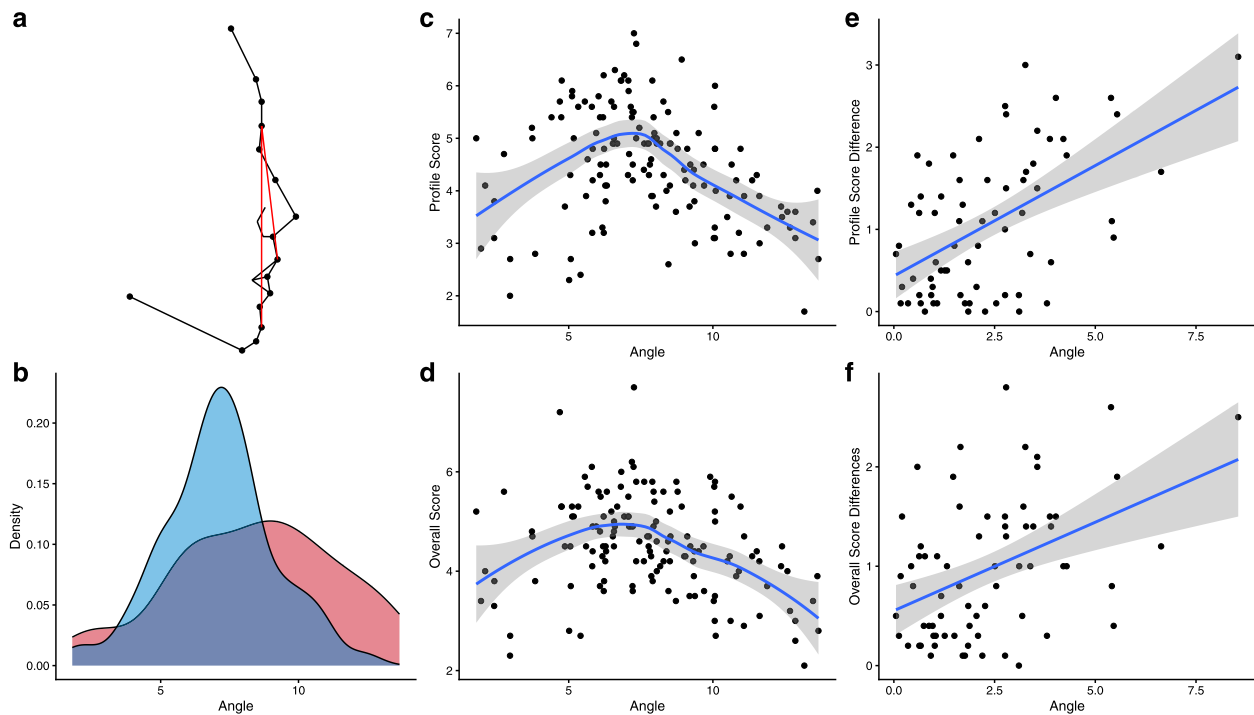 a
b
0.20
0.15
0.10
0.05
0.00
Density
5
10
Angle
c
7
6
5
4
3
2
Profile Score
5
10
Angle
d
6
4
2
Overall Score
5
10
Angle
e
3
2
1
0
Profile Score Difference
0.0
2.5
5.0
7.5
Angle
f
2
1
0
Overall Score Differences
0.0
2.5
5.0
7.5
Angle